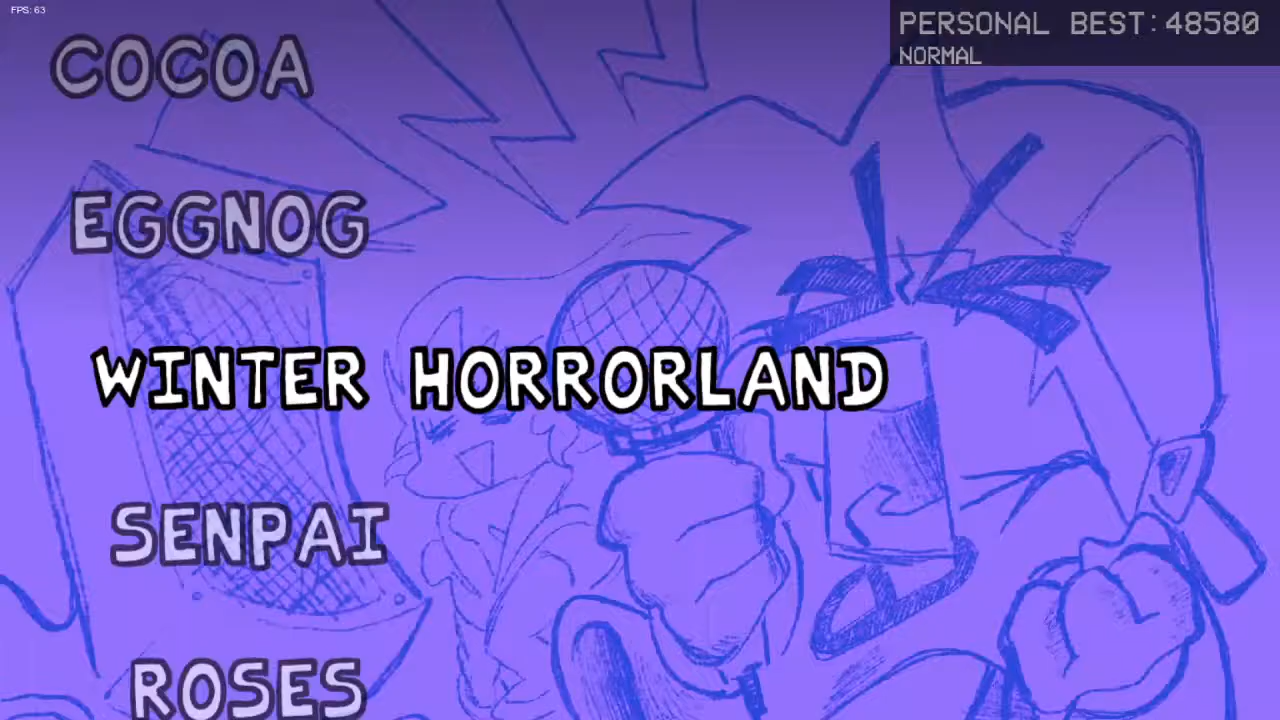 FPS: 63
PERSONAL BEST:48580
NORMAL
COCOA
EGGNOG
WINTER HORRORLAND
SENPAI
ROSES